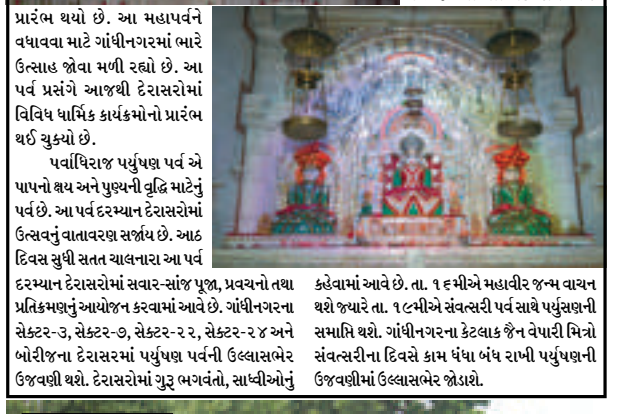 પ્રારંભ થયો છે. આ મહાપર્વને
વધાવવા માટે ગાંધીનગરમાં ભારે
ઉત્સાહ જોવા મળી રહ્યો છે. આ
પર્વ પ્રસંગે આજથી દેરાસરોમાં
વિવિધ ધાર્મિક કાર્યક્રમોનો પ્રારંભ
થઈ ચુક્યો છે.
પર્વાધિરાજ પર્યુષણ પર્વ એ
પાપનો ક્ષય અને પુણ્યની વૃદ્ધિ માટેનું
પર્વ છે. આ પર્વ દરમ્યાન દેરાસરોમાં
ઉત્સવનું વાતાવરણ સર્જાય છે. આઠ
દિવસ સુધી સતત ચાલનારા આ પર્વ
દરમ્યાન દેરાસરોમાં સવાર-સાંજ પૂજા, પ્રવચનો તથા
પ્રતિક્રમણનું આયોજન કરવામાં આવે છે. ગાંધીનગરના
સેક્ટર-૩, સેક્ટર-૭, સેક્ટર-૨૨, સેક્ટર-૨૪ અને
બોરીજના દેરાસરમાં પર્યુષણ પર્વની ઉલ્લાસભેર
ઉજવણી થશે. દેરાસરોમાં ગુરૂ ભગવંતો, સાધ્વીઓનું
કહેવામાં આવે છે. તા. ૧૬મીએ મહાવીર જન્મ વાચન
થશે જ્યારે તા. ૧૯મીએ સંવત્સરી પર્વ સાથે પર્યુસણની
સમાપ્તિ થશે. ગાંધીનગરના કેટલાક જૈન વેપારી મિત્રો
સંવત્સરીના દિવસે કામ ધંધા બંધ રાખી પર્યુષણની
ઉજવણીમાં ઉલ્લાસભેર જોડાશે.